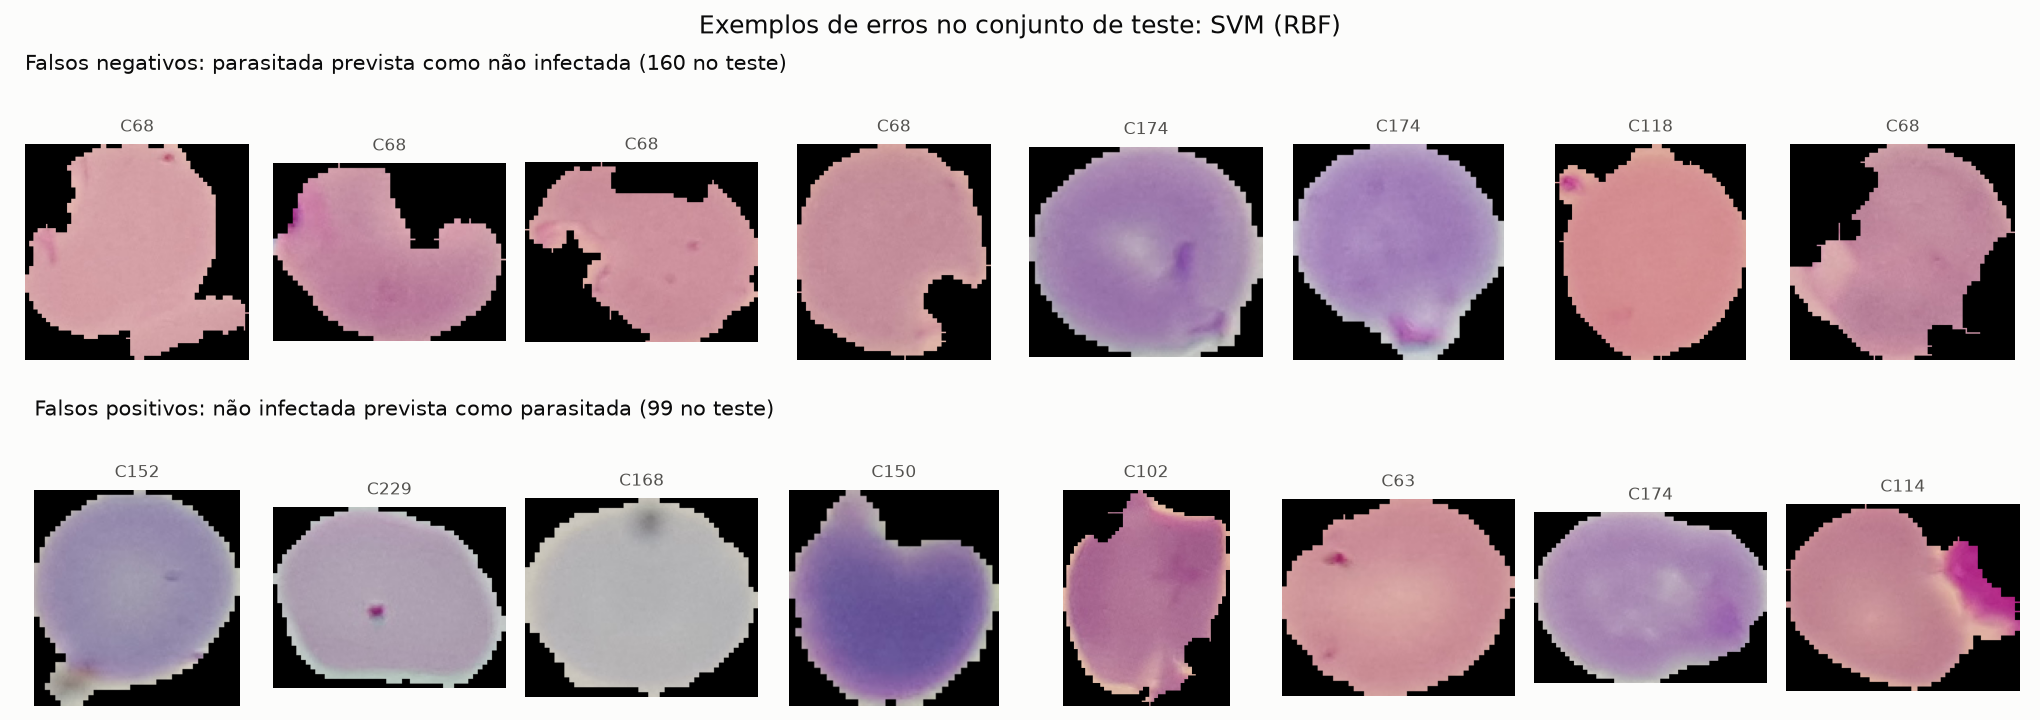 Exemplos de erros no conjunto de teste: SVM (RBF)
Falsos negativos: parasitada prevista como não infectada (160 no teste)
C68
C68
C68
C68
C174
C174
C118
C68
Falsos positivos: não infectada prevista como parasitada (99 no teste)
C152
C229
C168
C150
C102
C63
C174
C114